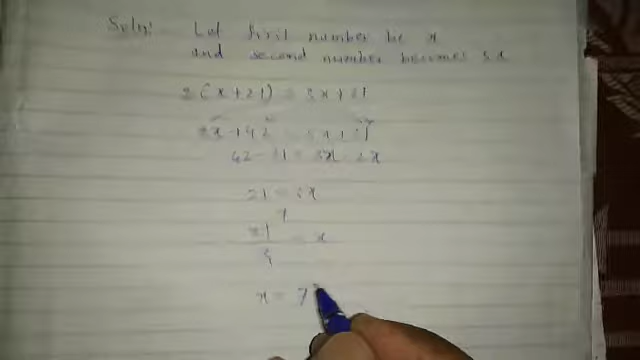 Soln: Let first number be x
and second number becomes 5x
2(x+21) = 5x+21
2x+42 = 5x+21
42-21 = 5x-2x
21 = 3x
7
21 = x
3
x = 7